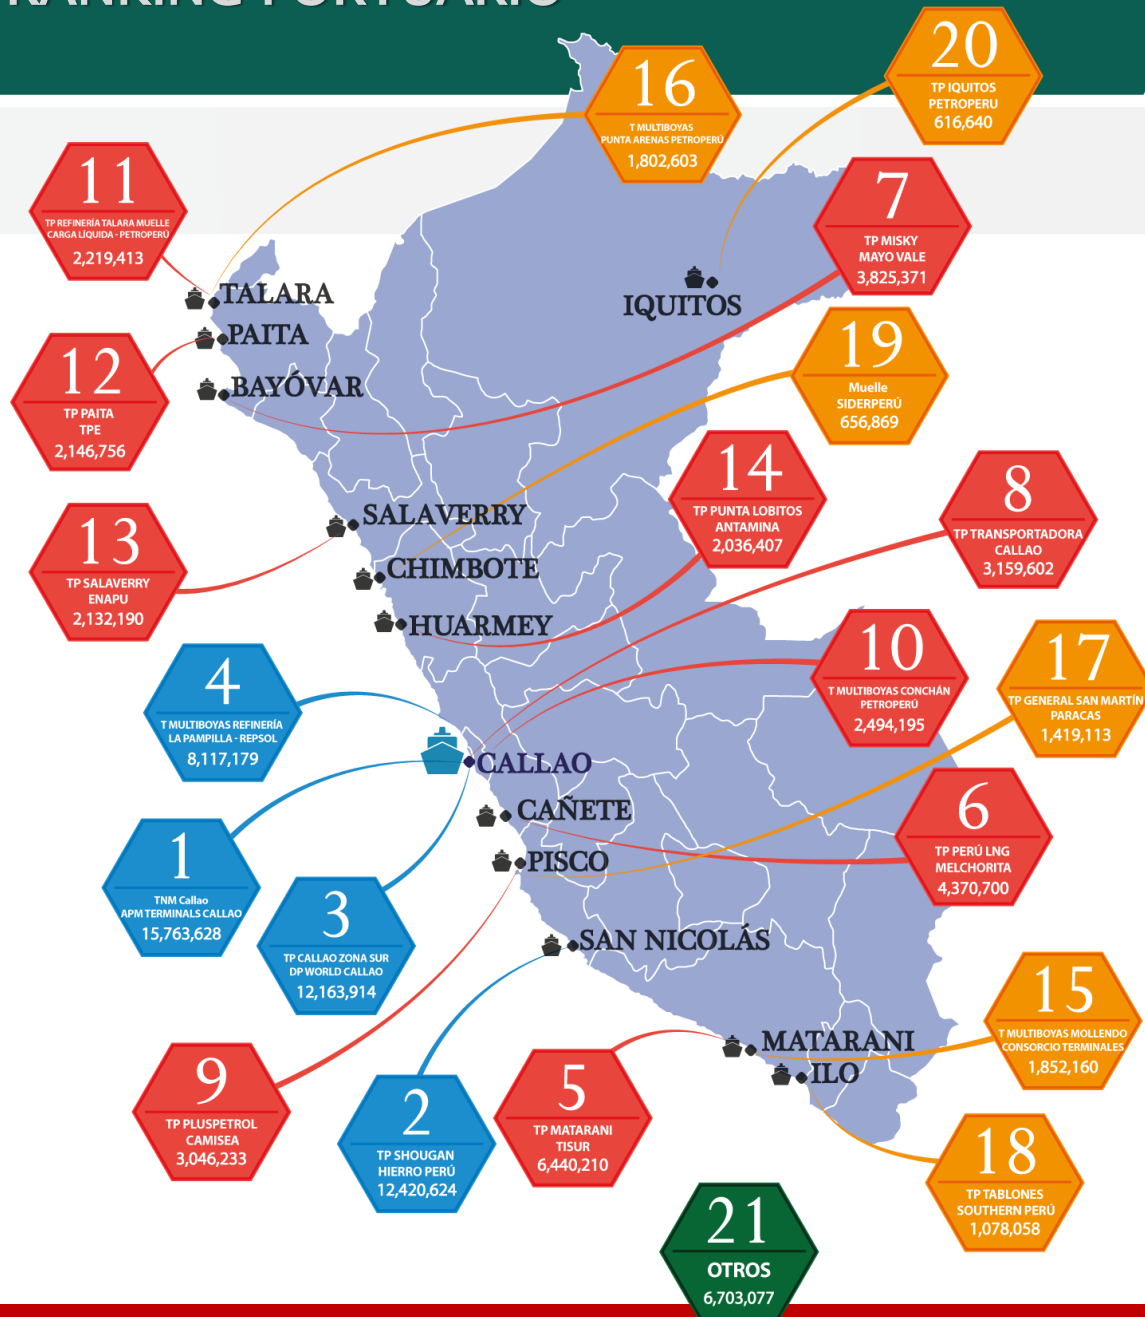 RANKING PORTUARIO
20
TP IQUITOS
PETROPERU
616,640
16
T MULTIBOYAS
PUNTA ARENAS PETROPERÚ
1,802,603
11
TP REFINERÍA TALARA MUELLE
CARGA LÍQUIDA - PETROPERÚ
2,219,413
7
TP MISKY
MAYO VALE
3,825,371
TALARA
IQUITOS
PAITA
12
TP PAITA
TPE
2,146,756
BAYÓVAR
19
Muelle
SIDERPERÚ
656,869
14
TP PUNTA LOBITOS
ANTAMINA
2,036,407
8
TP TRANSPORTADORA
CALLAO
3,159,602
13
TP SALAVERRY
ENAPU
2,132,190
SALAVERRY
CHIMBOTE
HUARMEY
4
T MULTIBOYAS REFINERÍA
LA PAMPILLA - REPSOL
8,117,179
10
T MULTIBOYAS CONCHÁN
PETROPERÚ
2,494,195
17
TP GENERAL SAN MARTÍN
PARACAS
1,419,113
CALLAO
CAÑETE
PISCO
6
TP PERÚ LNG
MELCHORITA
4,370,700
1
TNM Callao
APM TERMINALS CALLAO
15,763,628
3
TP CALLAO ZONA SUR
DP WORLD CALLAO
12,163,914
SAN NICOLÁS
15
T MULTIBOYAS MOLLENDO
CONSORCIO TERMINALES
1,852,160
MATARANI
ILO
9
TP PLUSPETROL
CAMISEA
3,046,233
2
TP SHOUGAN
HIERRO PERÚ
12,420,624
5
TP MATARANI
TISUR
6,440,210
18
TP TABLONES
SOUTHERN PERÚ
1,078,058
21
OTROS
6,703,077